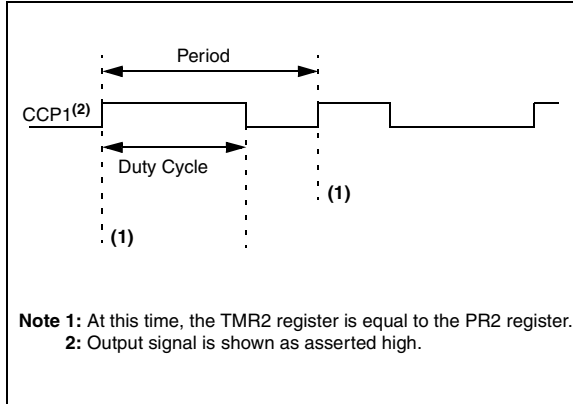 Period
CCP1(2)
Duty Cycle
(1)
(1)
Note 1: At this time, the TMR2 register is equal to the PR2 register.
2: Output signal is shown as asserted high.